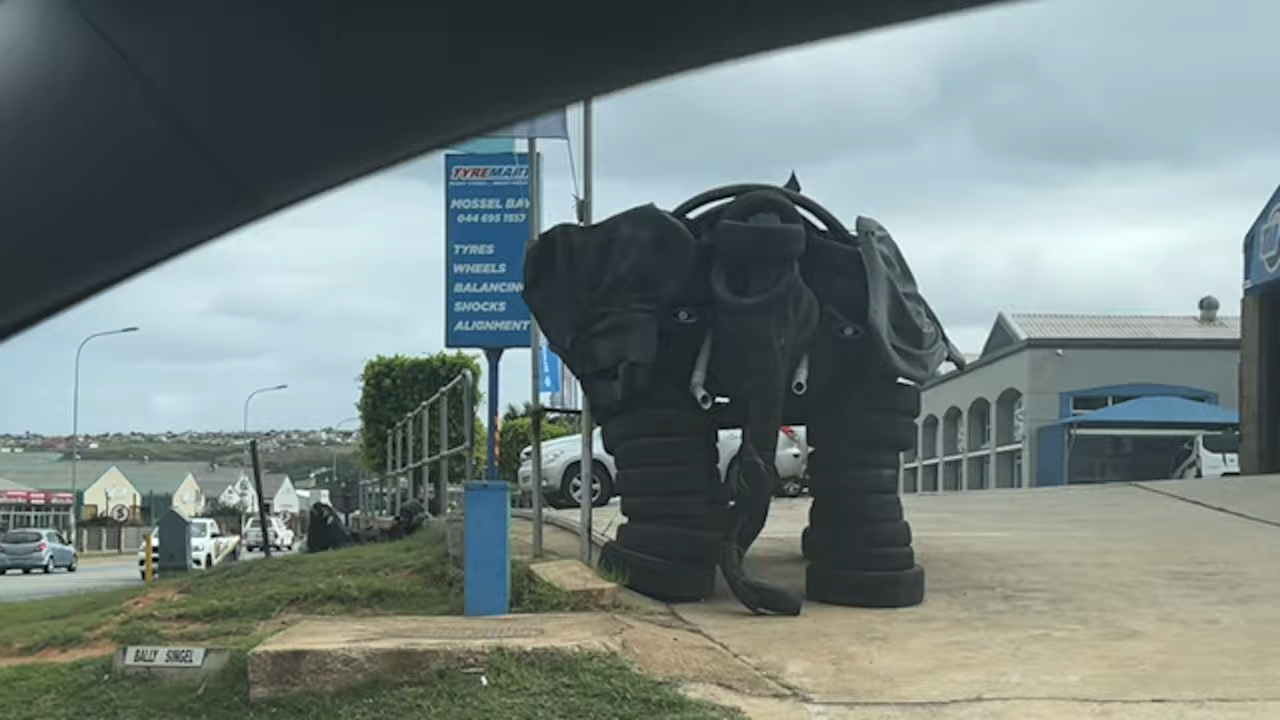 TYREMART
MOSSEL BAY
044 695 1557
TYRES
WHEELS
BALANCING
SHOCKS
ALIGNMENT
BALLY SINGEL